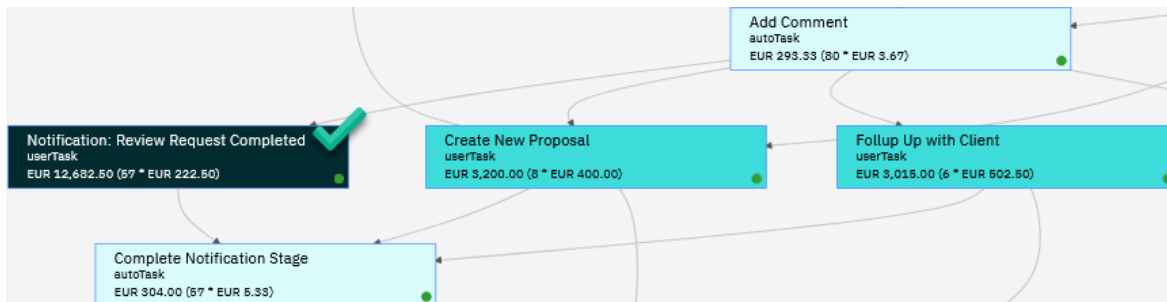 Add Comment
autoTask
EUR 293.33 (80 * EUR 3.67)
Notification: Review Request Completed
userTask
EUR 12,682.50 (57 * EUR 222.50)
Create New Proposal
userTask
EUR 3,200.00 (8 * EUR 400.00)
Follup Up with Client
userTask
EUR 3,015.00 (6 * EUR 502.50)
Complete Notification Stage
autoTask
EUR 304.00 (57 * EUR 5.33)